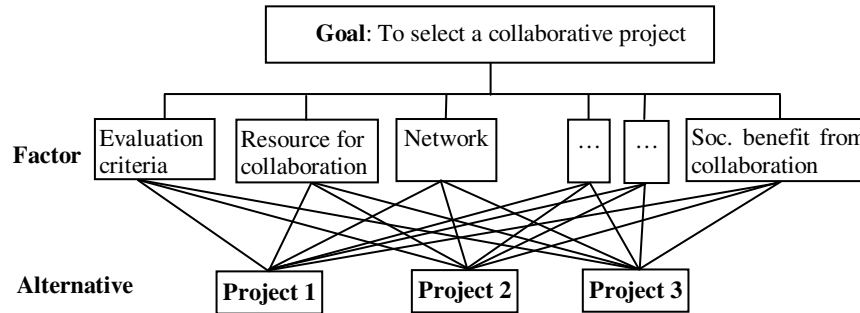 Goal: To select a collaborative project
Evaluation
criteria
Resource for
collaboration
Network
…
…
Soc. benefit from
collaboration
Factor
Alternative
Project 1
Project 2
Project 3